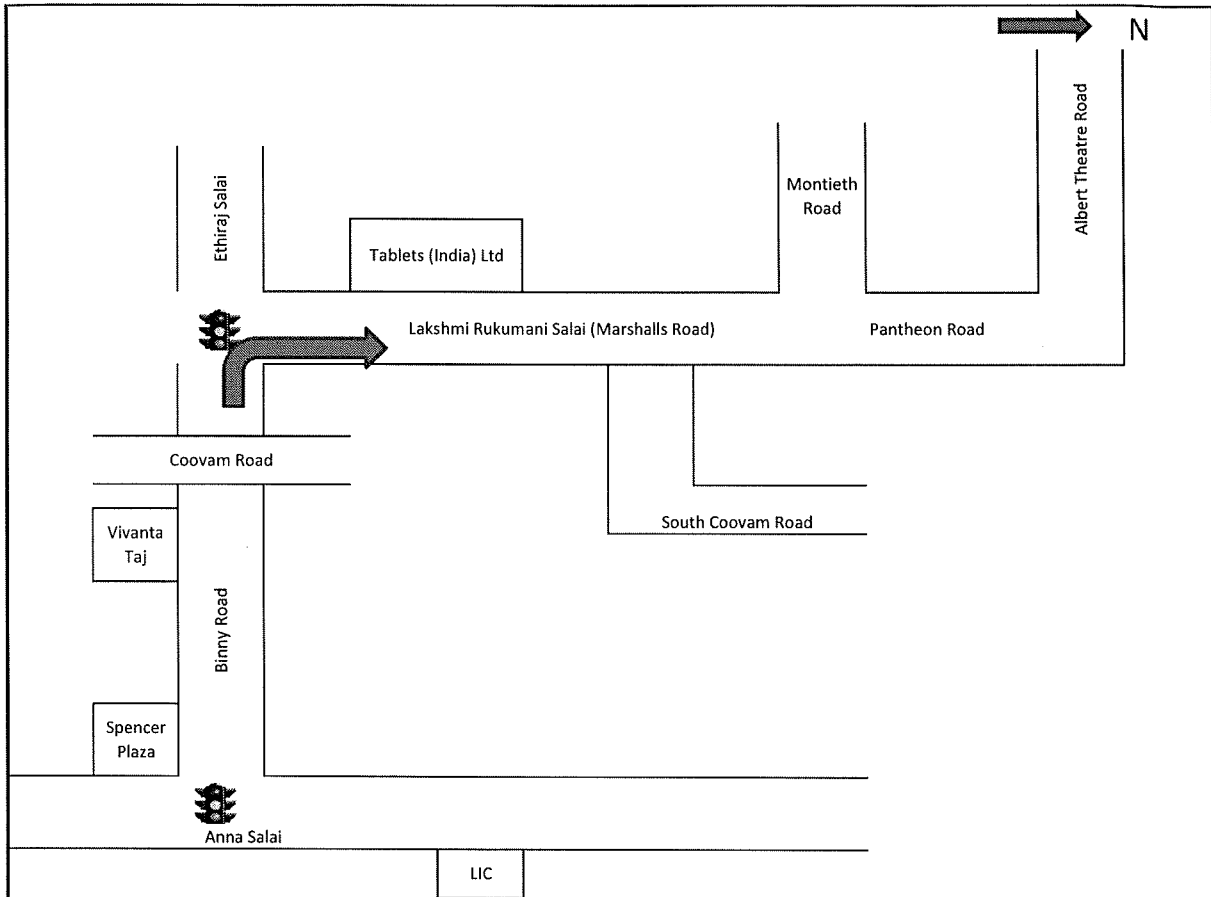 N
Albert Theatre Road
Montieth
Road
Ethiraj Salai
Tablets (India) Ltd
Lakshmi Rukumani Salai (Marshalls Road)
Pantheon Road
Coovam Road
South Coovam Road
Vivanta
Taj
Binny Road
Spencer
Plaza
Anna Salai
LIC